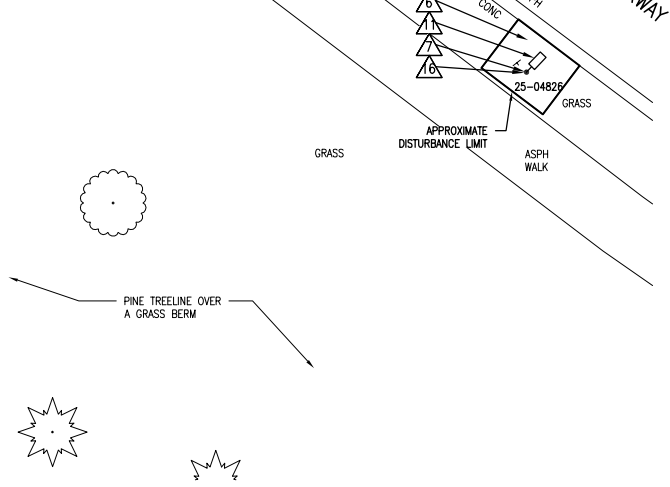 6
CONC
11
7
16
25-04826
GRASS
APPROXIMATE
DISTURBANCE LIMIT
GRASS
ASPH
WALK
PINE TREELINE OVER
A GRASS BERM